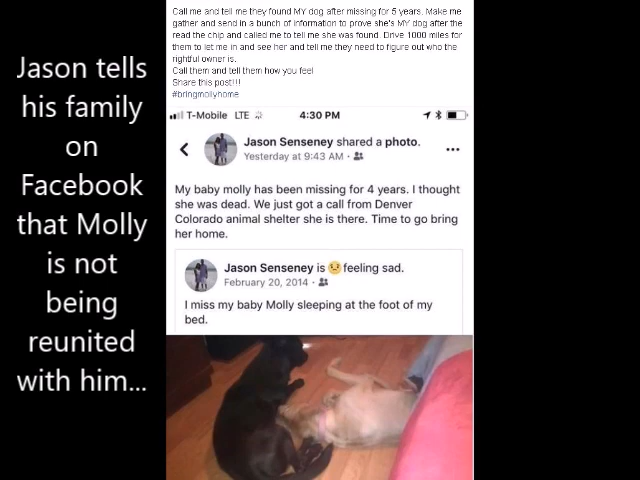 Jason tells
his family
on
Facebook
that Molly
is not
being
reunited
with him...
Call me and tell me they found MY dog after missing for 5 years. Make me
gather and send in a bunch of information to prove she's MY dog after the
read the chip and called me to tell me she was found. Drive 1000 miles for
them to let me in and see her and tell me they need to figure out who the
rightful owner is.
Call them and tell them how you feel
Share this post!!!
#bringmollyhome
T-Mobile LTE 4:30 PM
Jason Senseney shared a photo.
Yesterday at 9:43 AM ·
My baby molly has been missing for 4 years. I thought
she was dead. We just got a call from Denver
Colorado animal shelter she is there. Time to go bring
her home.
Jason Senseney is 😟 feeling sad.
February 20, 2014 ·
I miss my baby Molly sleeping at the foot of my
bed.